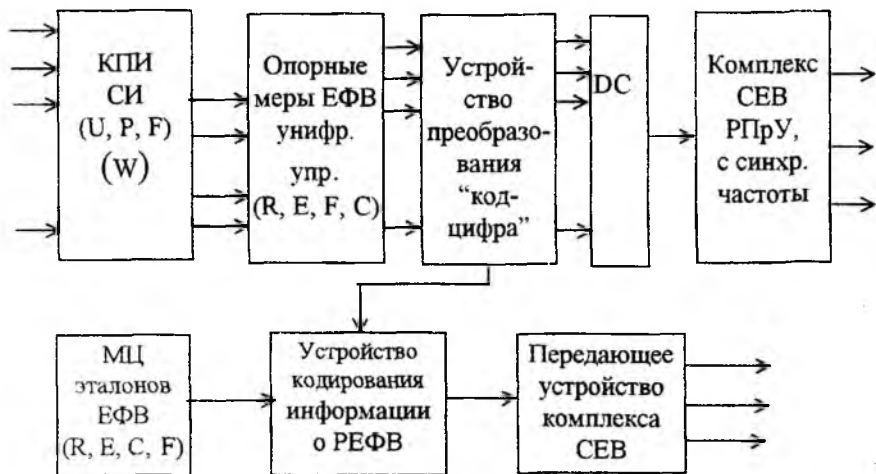 КПИ
СИ
(U, P, F)
(W)
Опорные
меры ЕФВ
унифр.
упр.
(R, E, F, C)
Устрой-
ство
преобразо-
вания
“код-
цифра”
DC
Комплекс
СЕВ
РПрУ,
с синхр.
частоты
МЦ
эталонов
ЕФВ
(R, E, C, F)
Устройство
кодирования
информации
о РЕФВ
Передающее
устройство
комплекса
СЕВ